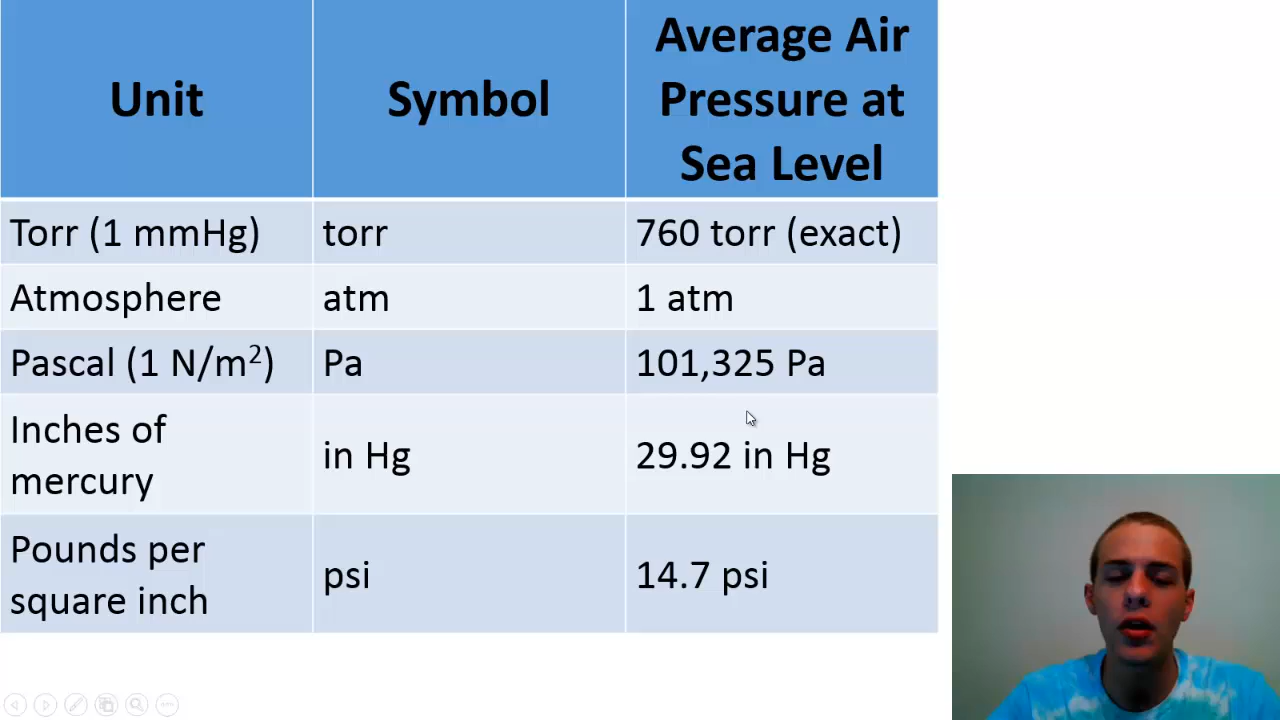 Unit
Symbol
Average Air
Pressure at
Sea Level
Torr (1 mmHg)
torr
760 torr (exact)
Atmosphere
atm
1 atm
Pascal (1 N/m²)
Pa
101,325 Pa
Inches of
mercury
in Hg
29.92 in Hg
Pounds per
square inch
psi
14.7 psi